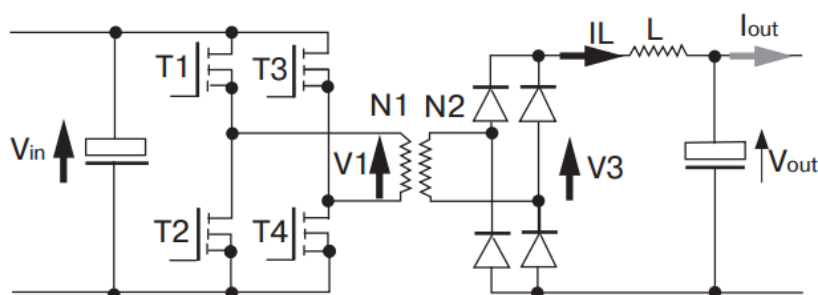 IL L Iout
T1 T3
N1 N2
Vin V1 V3 Vout
T2 T4